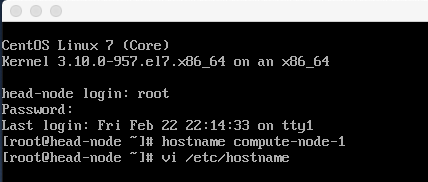 CentOS Linux 7 (Core)
Kernel 3.10.0-957.el7.x86_64 on an x86_64
head-node login: root
Password:
Last login: Fri Feb 22 22:14:33 on tty1
[root@head-node ~]# hostname compute-node-1
[root@head-node ~]# vi /etc/hostname